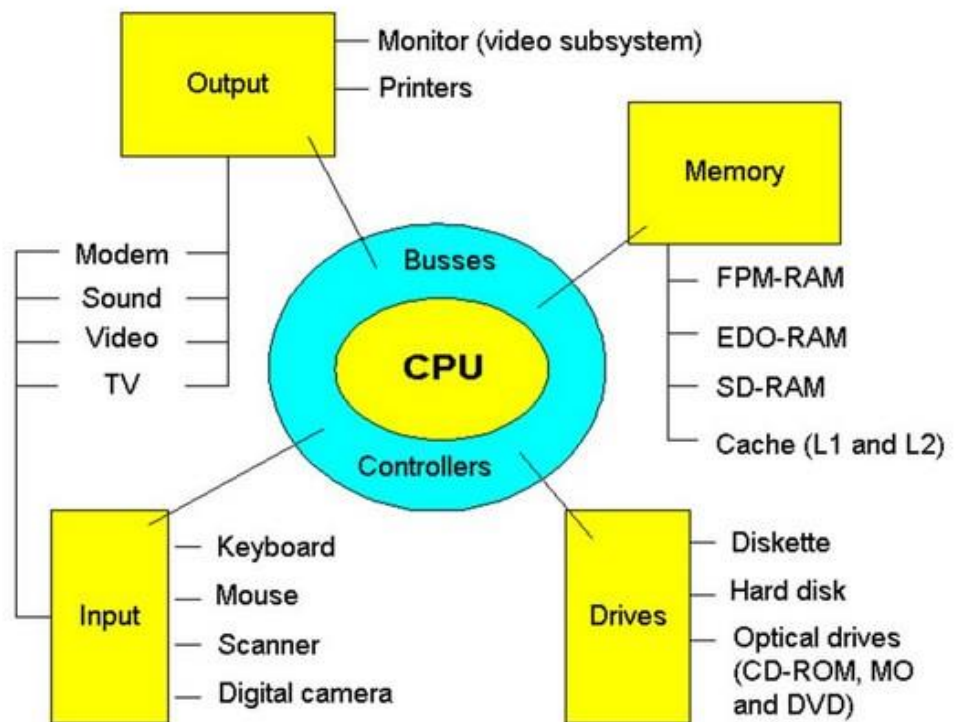 Output
Monitor (video subsystem)
Printers
Memory
Modem
Sound
Video
TV
Busses
CPU
Controllers
FPM-RAM
EDO-RAM
SD-RAM
Cache (L1 and L2)
Input
Keyboard
Mouse
Scanner
Digital camera
Drives
Diskette
Hard disk
Optical drives
(CD-ROM, MO
and DVD)